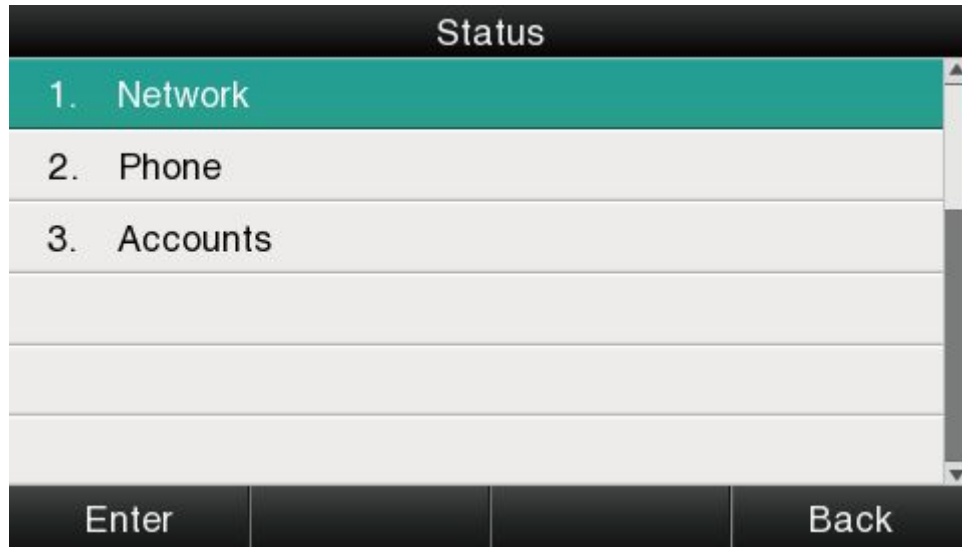 Status
1. Network
2. Phone
3. Accounts
Enter Back